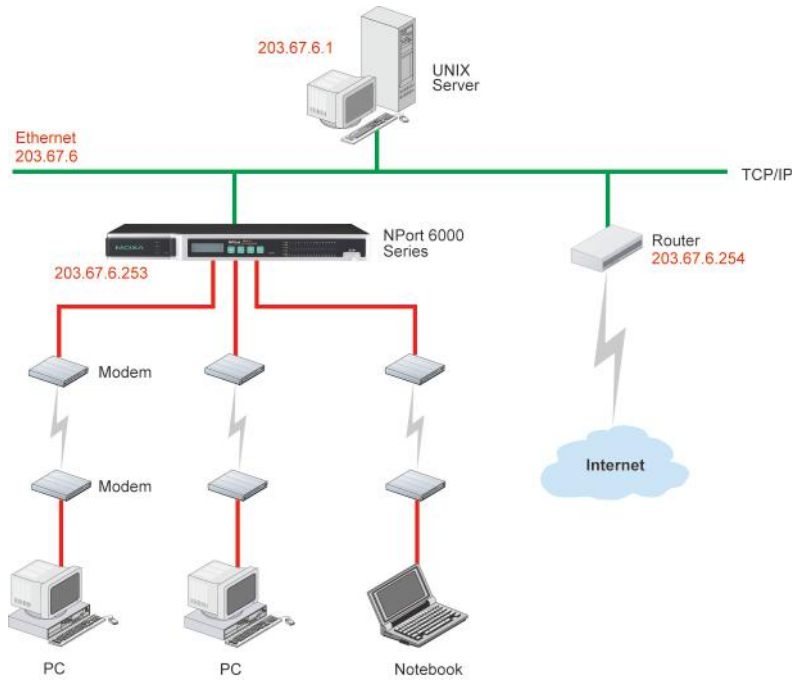 203.67.6.1
UNIX
Server
Ethernet
203.67.6
TCP/IP
MOXA
NPort 6000
Series
203.67.6.253
Router
203.67.6.254
Modem
Internet
Modem
PC
PC
Notebook